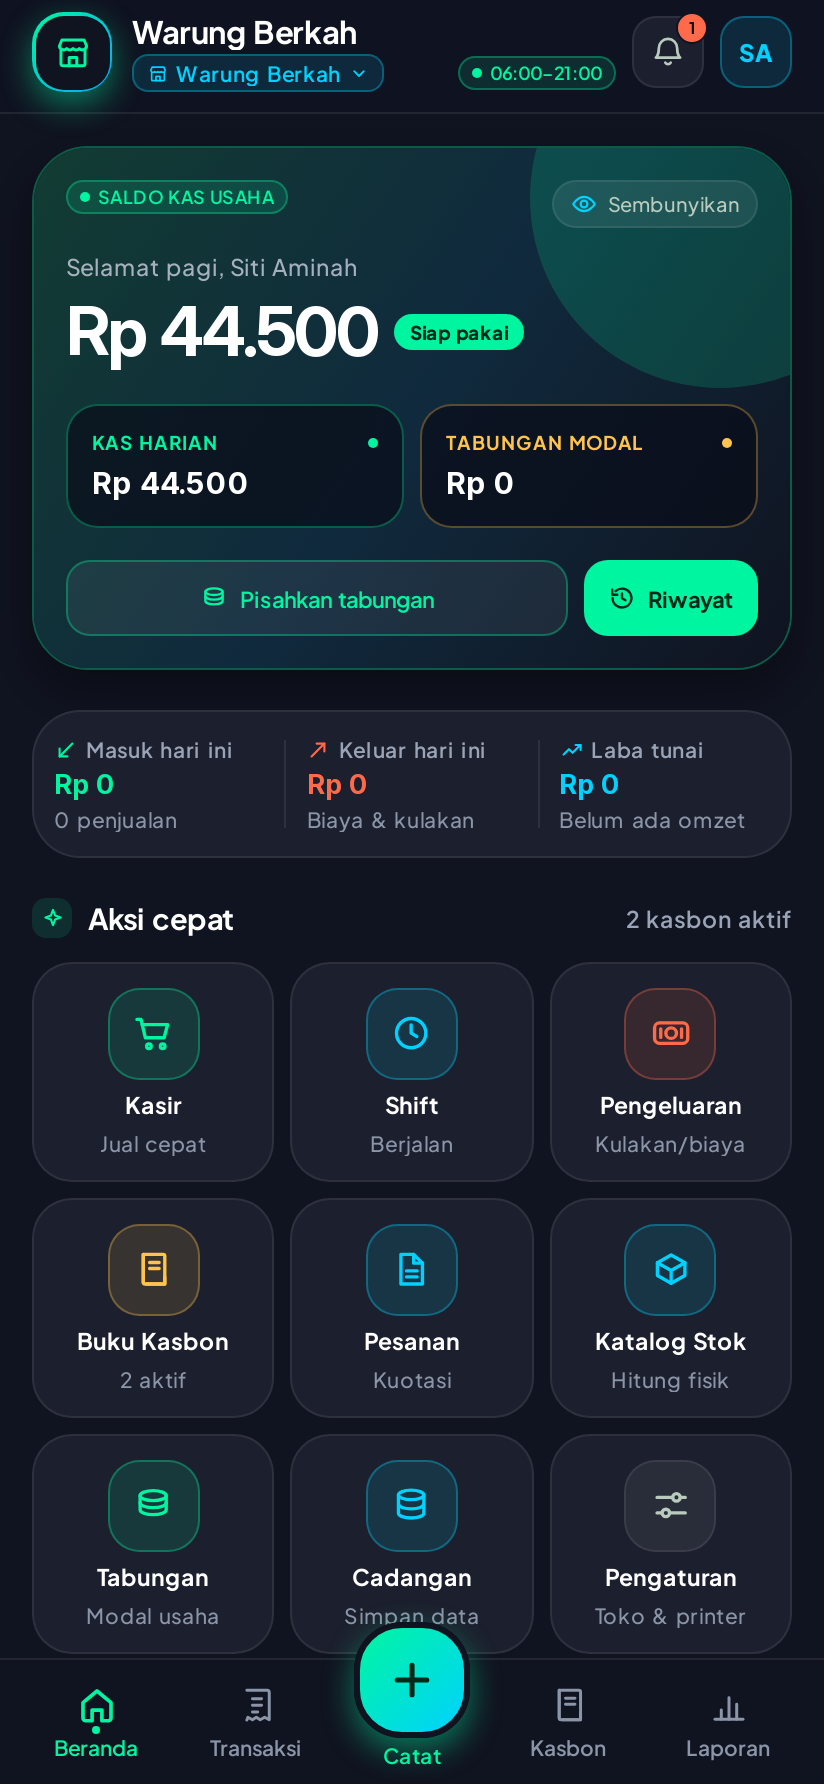 Warung Berkah
Warung Berkah
06:00–21:00
1
SA
SALDO KAS USAHA
Sembunyikan
Selamat pagi, Siti Aminah
Rp 44.500
Siap pakai
KAS HARIAN
Rp 44.500
TABUNGAN MODAL
Rp 0
Pisahkan tabungan
Riwayat
Masuk hari ini
Rp 0
0 penjualan
Keluar hari ini
Rp 0
Biaya & kulakan
Laba tunai
Rp 0
Belum ada omzet
Aksi cepat
2 kasbon aktif
Kasir
Jual cepat
Shift
Berjalan
Pengeluaran
Kulakan/biaya
Buku Kasbon
2 aktif
Pesanan
Kuotasi
Katalog Stok
Hitung fisik
Tabungan
Modal usaha
Cadangan
Simpan data
Pengaturan
Toko & printer
Beranda
Transaksi
Catat
Kasbon
Laporan